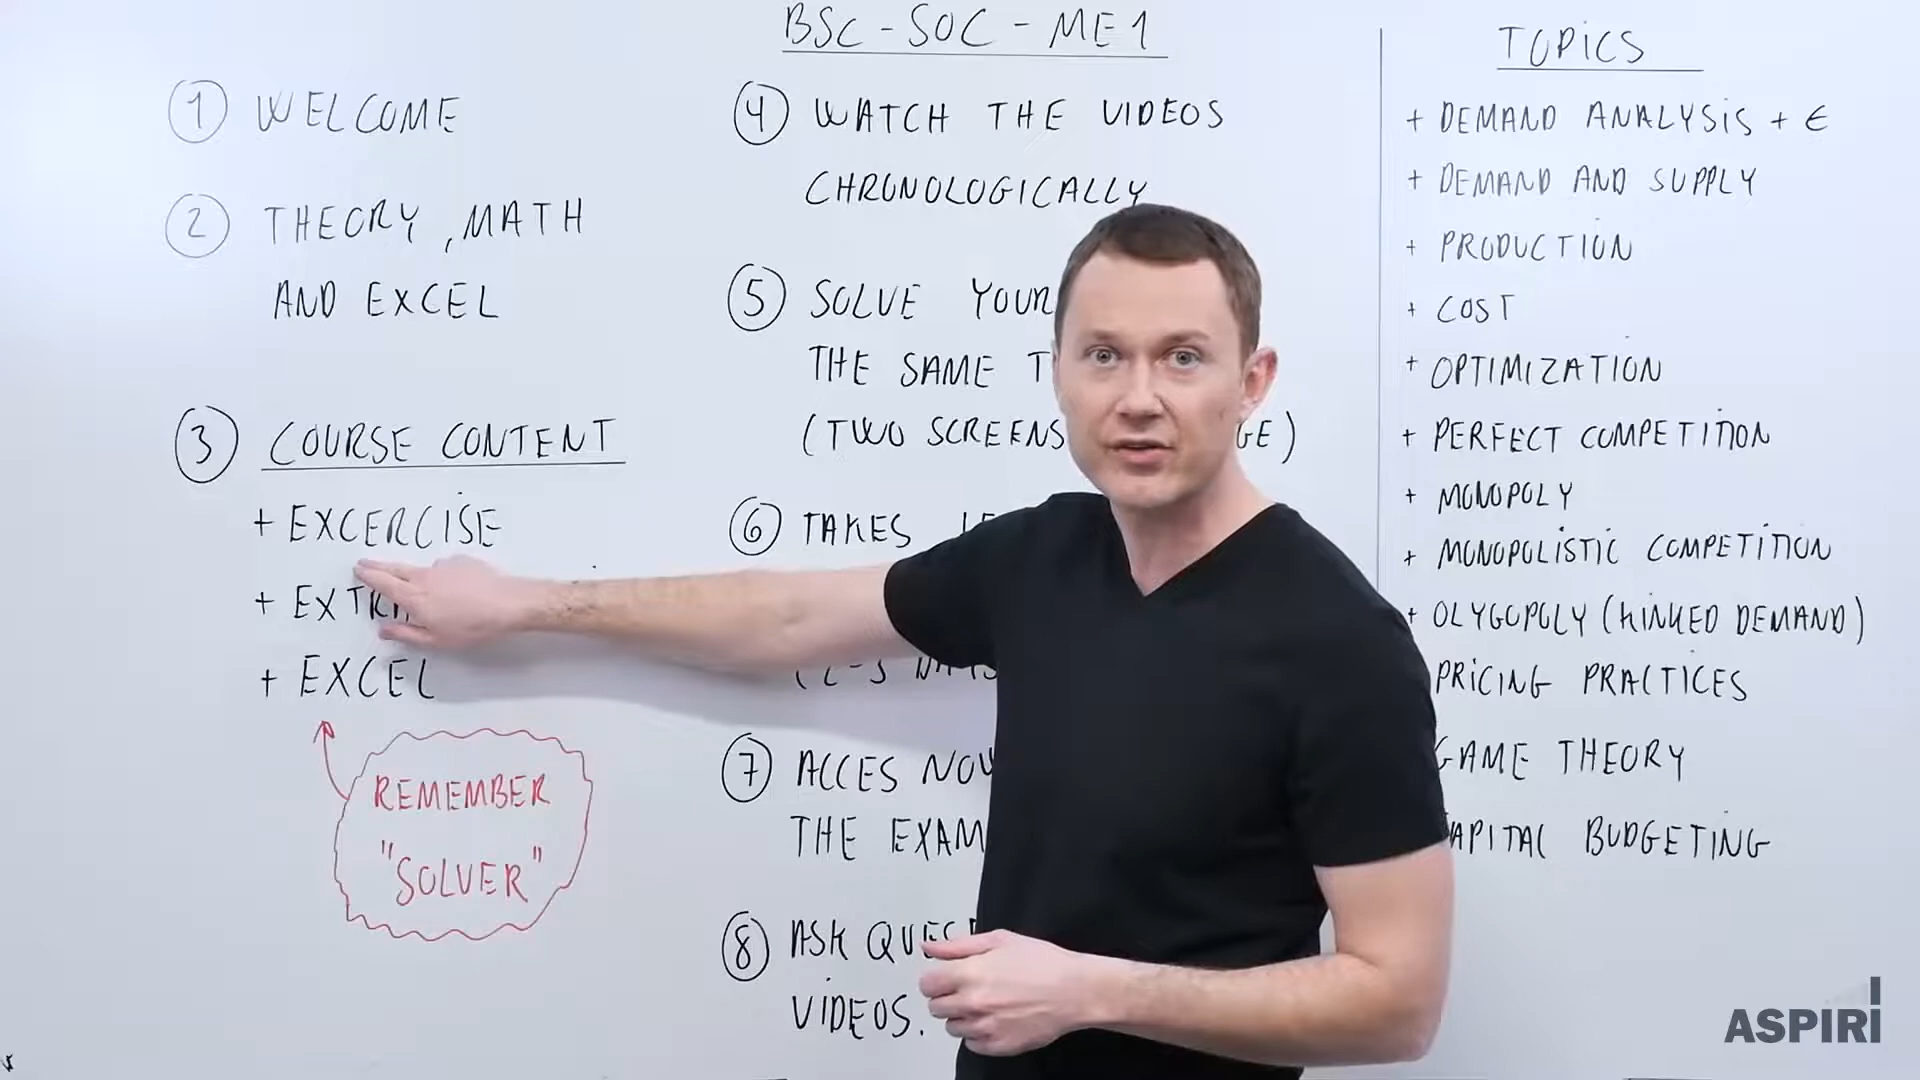 BSC-SOC-ME1
① WELCOME
② THEORY, MATH
AND EXCEL
③ COURSE CONTENT
+ EXCERCISE
+ EXTRA
+ EXCEL
REMEMBER
"SOLVER"
④ WATCH THE VIDEOS
CHRONOLOGICALLY
⑤ SOLVE YOUR
THE SAME
(TWO SCREENS
⑥ TAKES
⑦ ACCES NOW
THE EXAM
⑧ ASK
VIDEOS.
TOPICS
+ DEMAND ANALYSIS + E
+ DEMAND AND SUPPLY
+ PRODUCTION
+ COST
+ OPTIMIZATION
+ PERFECT COMPETITION
+ MONOPOLY
+ MONOPOLISTIC COMPETITION
+ OLYGOPOLY (KINKED DEMAND)
PRICING PRACTICES
GAME THEORY
BUDGETING
ASPIRI